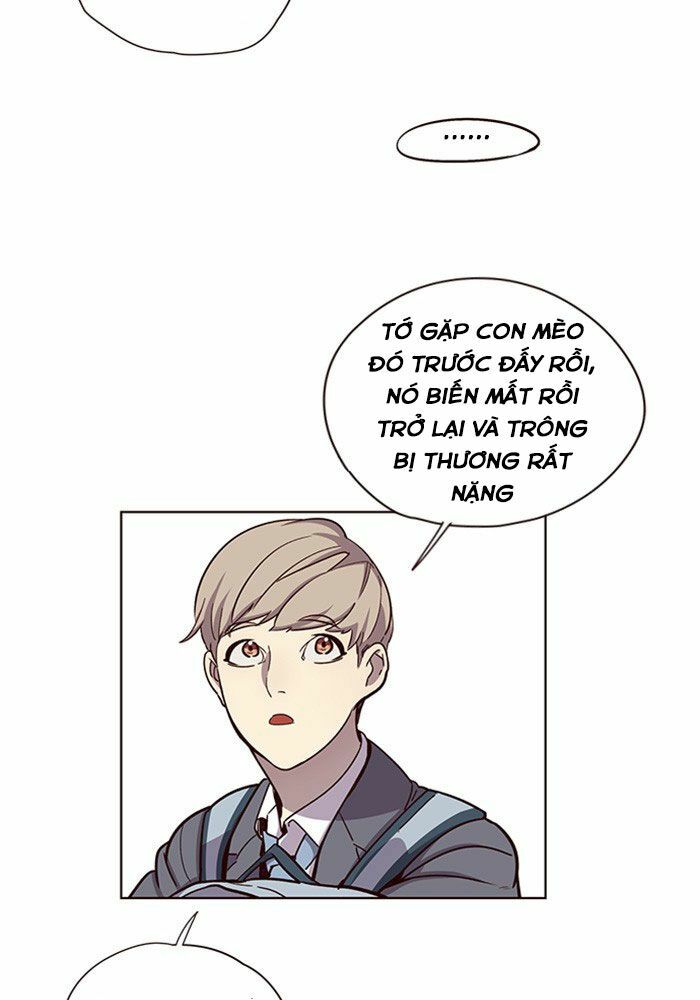 ......
TỚ GẶP CON MÈO
ĐÓ TRƯỚC ĐẤY RỒI,
NÓ BIẾN MẤT RỒI
TRỞ LẠI VÀ TRÔNG
BỊ THƯƠNG RẤT
NẶNG